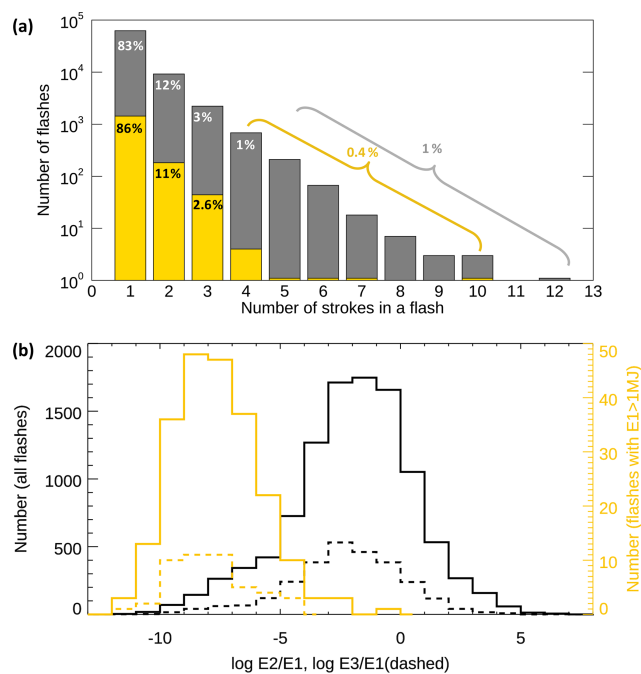 (a)
Number of flashes
10^5
10^4
10^3
10^2
10^1
10^0
83%
12%
3%
1%
86%
11%
2.6%
0.4 %
1 %
0 1 2 3 4 5 6 7 8 9 10 11 12 13
Number of strokes in a flash
(b)
Number (all flashes)
2000
1500
1000
500
0
50
40
30
20
10
0
Number (flashes with E1>1MJ)
-10 -5 0 5
log E2/E1, log E3/E1(dashed)